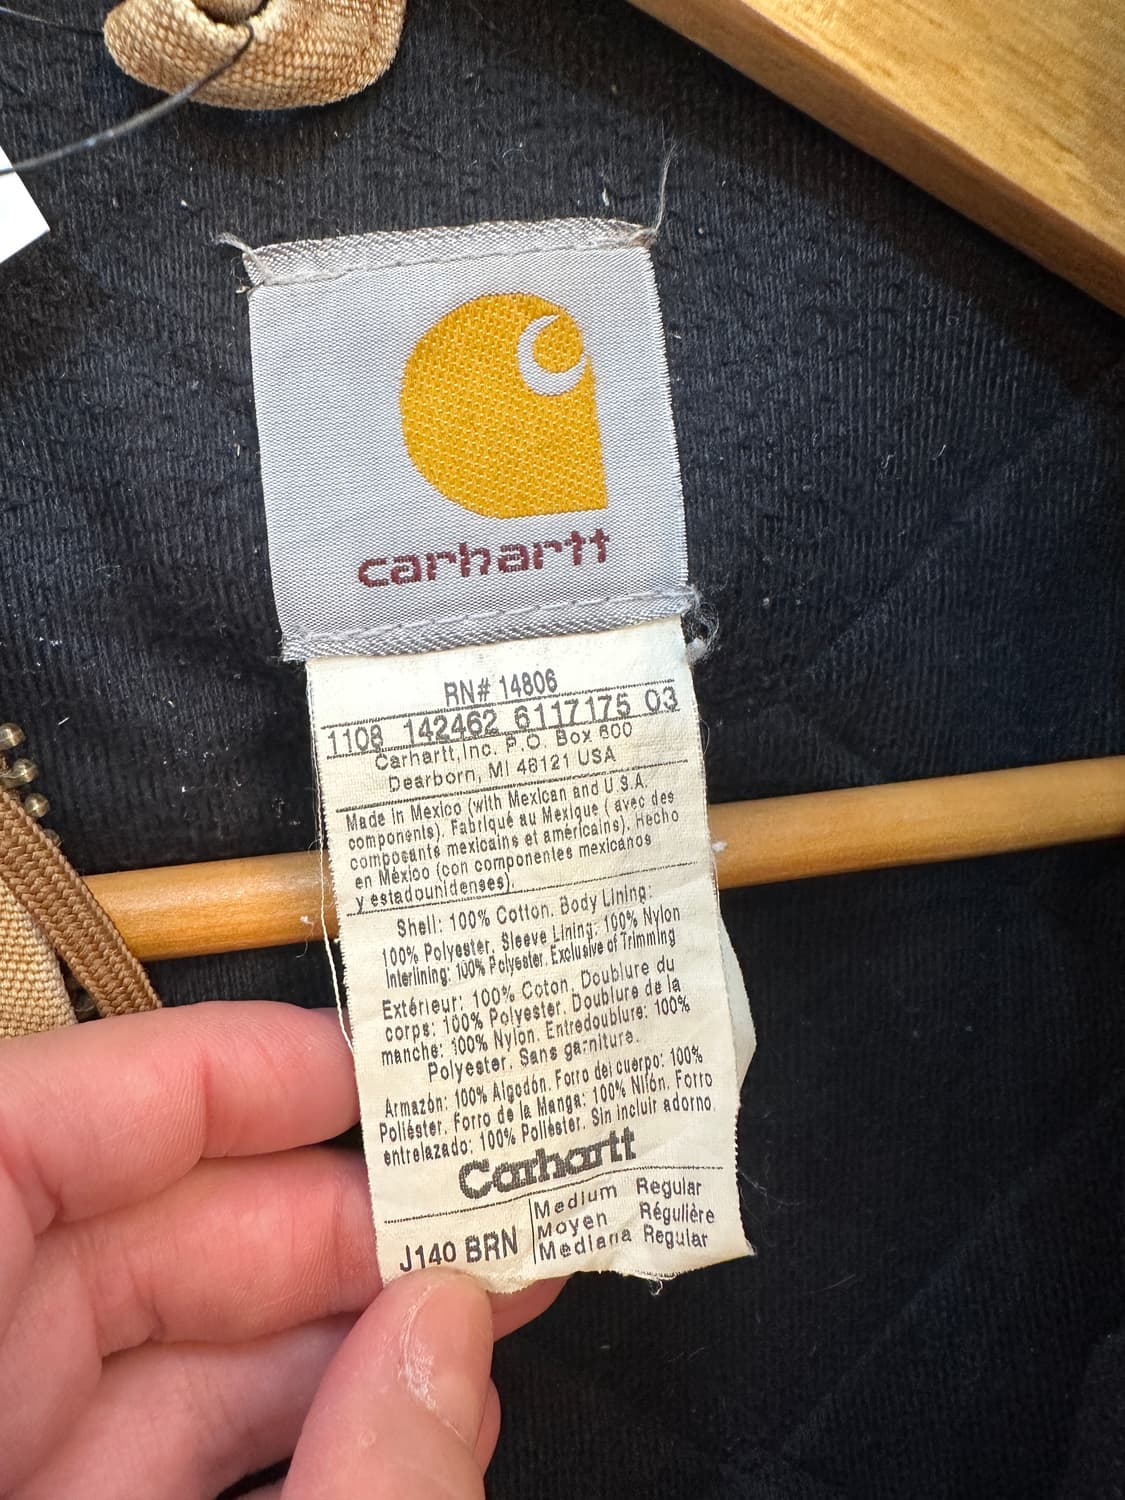 carhartt
RN# 14806
1108 142462 6117175 03
Carhartt, Inc. P.O. Box 600
Dearborn, MI 48121 USA
Made in Mexico (with Mexican and U.S.A.
components). Fabriqué au Mexique ( avec des
composants mexicains et américains). Hecho
en México (con componentes mexicanos
y estadounidenses).
Shell: 100% Cotton. Body Lining:
100% Polyester. Sleeve Lining: 100% Nylon
Interlining: 100% Polyester. Exclusive of Trimming
Extérieur: 100% Coton. Doublure du
corps: 100% Polyester. Doublure de la
manche: 100% Nylon. Entredoublure: 100%
Polyester. Sans garniture.
Armazón: 100% Algodón. Forro del cuerpo: 100%
Poliéster. Forro de la Manga: 100% Nilón. Forro
entrelazado: 100% Poliéster. Sin incluir adorno.
Carhartt
J140 BRN
Medium Regular
Moyen Régulière
Mediana Regular